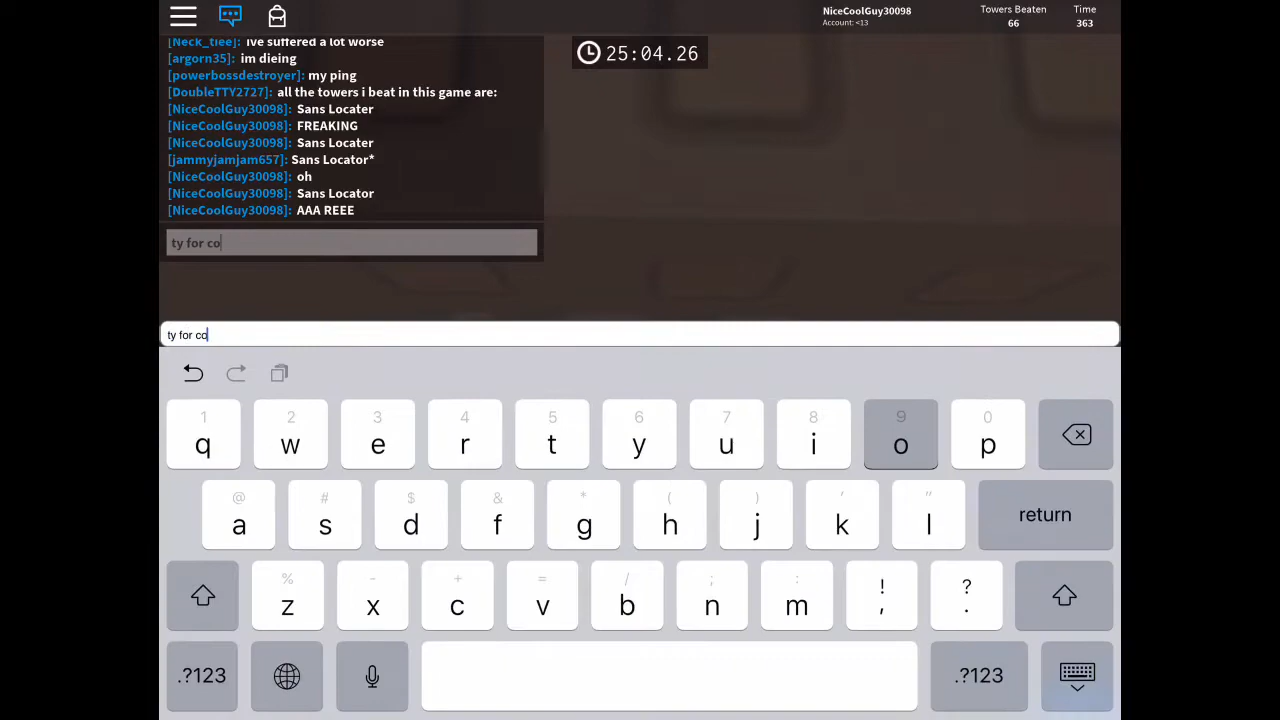 NiceCoolGuy30098
Account: <13
Towers Beaten
66
Time
363
25:04.26
[Neck_tiee]: ive suffered a lot worse
[argorn35]: im dieing
[powerbossdestroyer]: my ping
[DoubleTTY2727]: all the towers i beat in this game are:
[NiceCoolGuy30098]: Sans Locater
[NiceCoolGuy30098]: FREAKING
[NiceCoolGuy30098]: Sans Locater
[jammyjamjam657]: Sans Locator*
[NiceCoolGuy30098]: oh
[NiceCoolGuy30098]: Sans Locator
[NiceCoolGuy30098]: AAA REEE
ty for co
ty for co
1 2 3 4 5 6 7 8 9 0
q w e r t y u i o p
@ # $ & * ( ) ' "
a s d f g h j k l return
% - + = / ; : ! ?
z x c v b n m , .
.?123 .?123